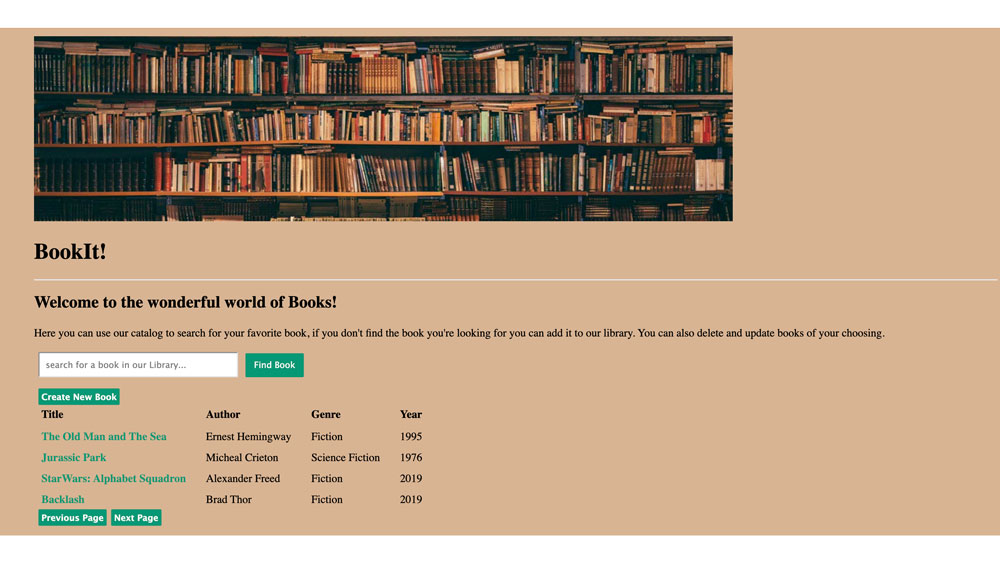 BookIt!
Welcome to the wonderful world of Books!
Here you can use our catalog to search for your favorite book, if you don't find the book you're looking for you can add it to our library. You can also delete and update books of your choosing.
search for a book in our Library... Find Book
Create New Book
Title Author Genre Year
The Old Man and The Sea Ernest Hemingway Fiction 1995
Jurassic Park Micheal Crieton Science Fiction 1976
StarWars: Alphabet Squadron Alexander Freed Fiction 2019
Backlash Brad Thor Fiction 2019
Previous Page Next Page